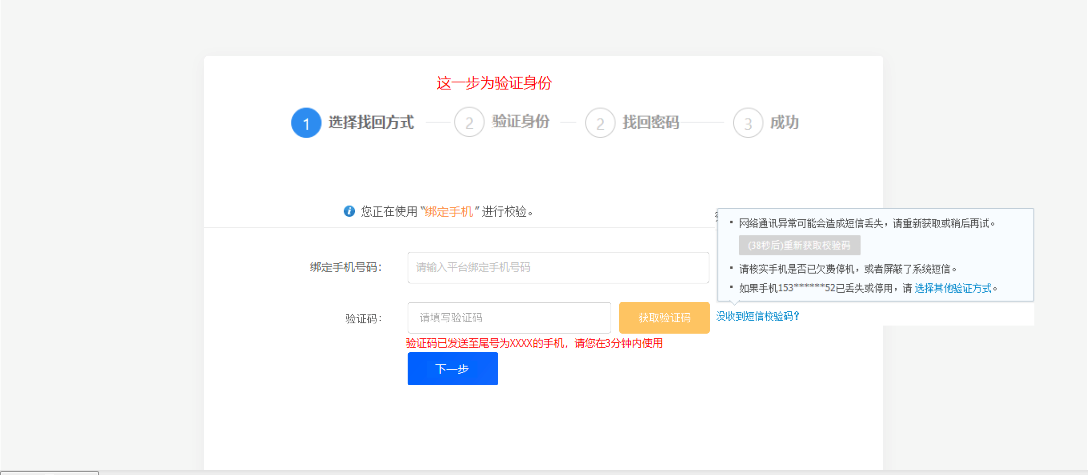 这一步为验证身份
1 选择找回方式 2 验证身份 2 找回密码 3 成功
您正在使用“绑定手机”进行校验。
网络通讯异常可能会造成短信丢失，请重新获取或稍后再试。
(38秒后)重新获取校验码
请核实手机是否已欠费停机，或者屏蔽了系统短信。
如果手机153******52已丢失或停用，请 选择其他验证方式。
绑定手机号码： 请输入平台绑定手机号码
验证码： 请填写验证码 获取验证码 没收到短信校验码？
验证码已发送至尾号为XXXX的手机，请您在3分钟内使用
下一步